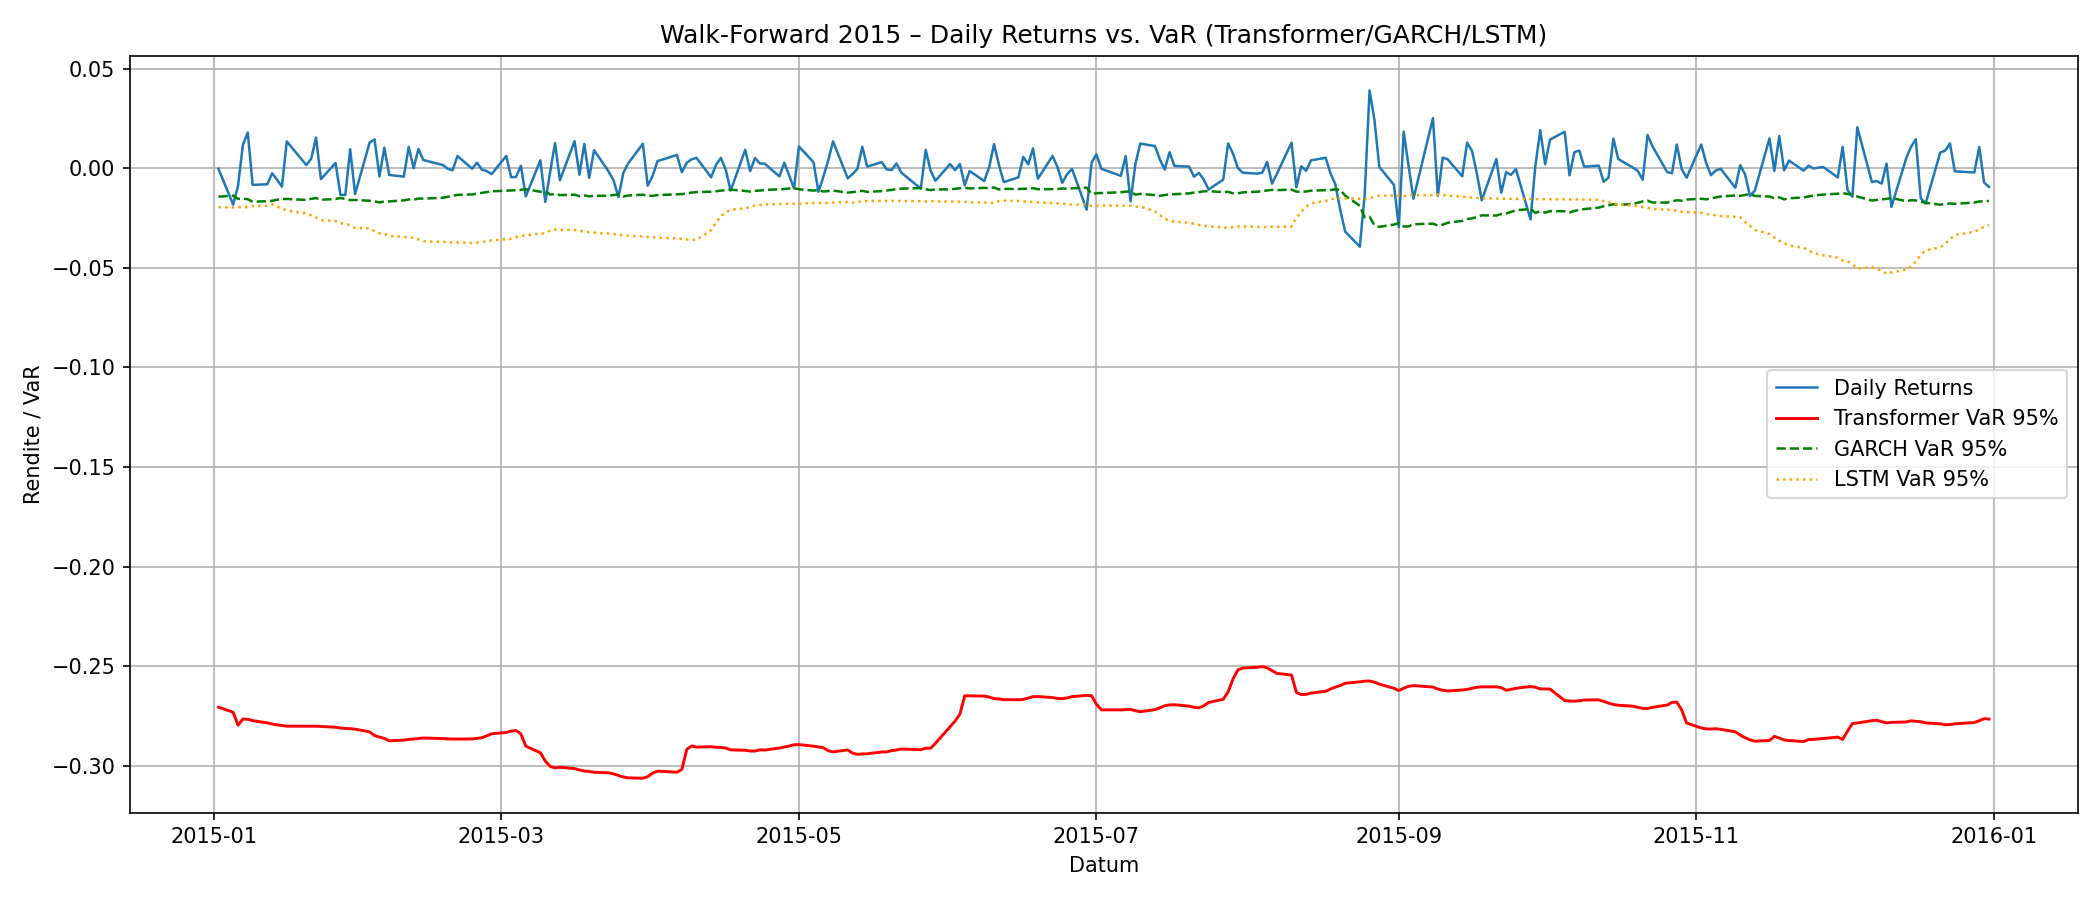 Walk-Forward 2015 – Daily Returns vs. VaR (Transformer/GARCH/LSTM)
Rendite / VaR
0.05
0.00
−0.05
−0.10
−0.15
−0.20
−0.25
−0.30
Daily Returns
Transformer VaR 95%
GARCH VaR 95%
LSTM VaR 95%
2015-01
2015-03
2015-05
2015-07
2015-09
2015-11
2016-01
Datum